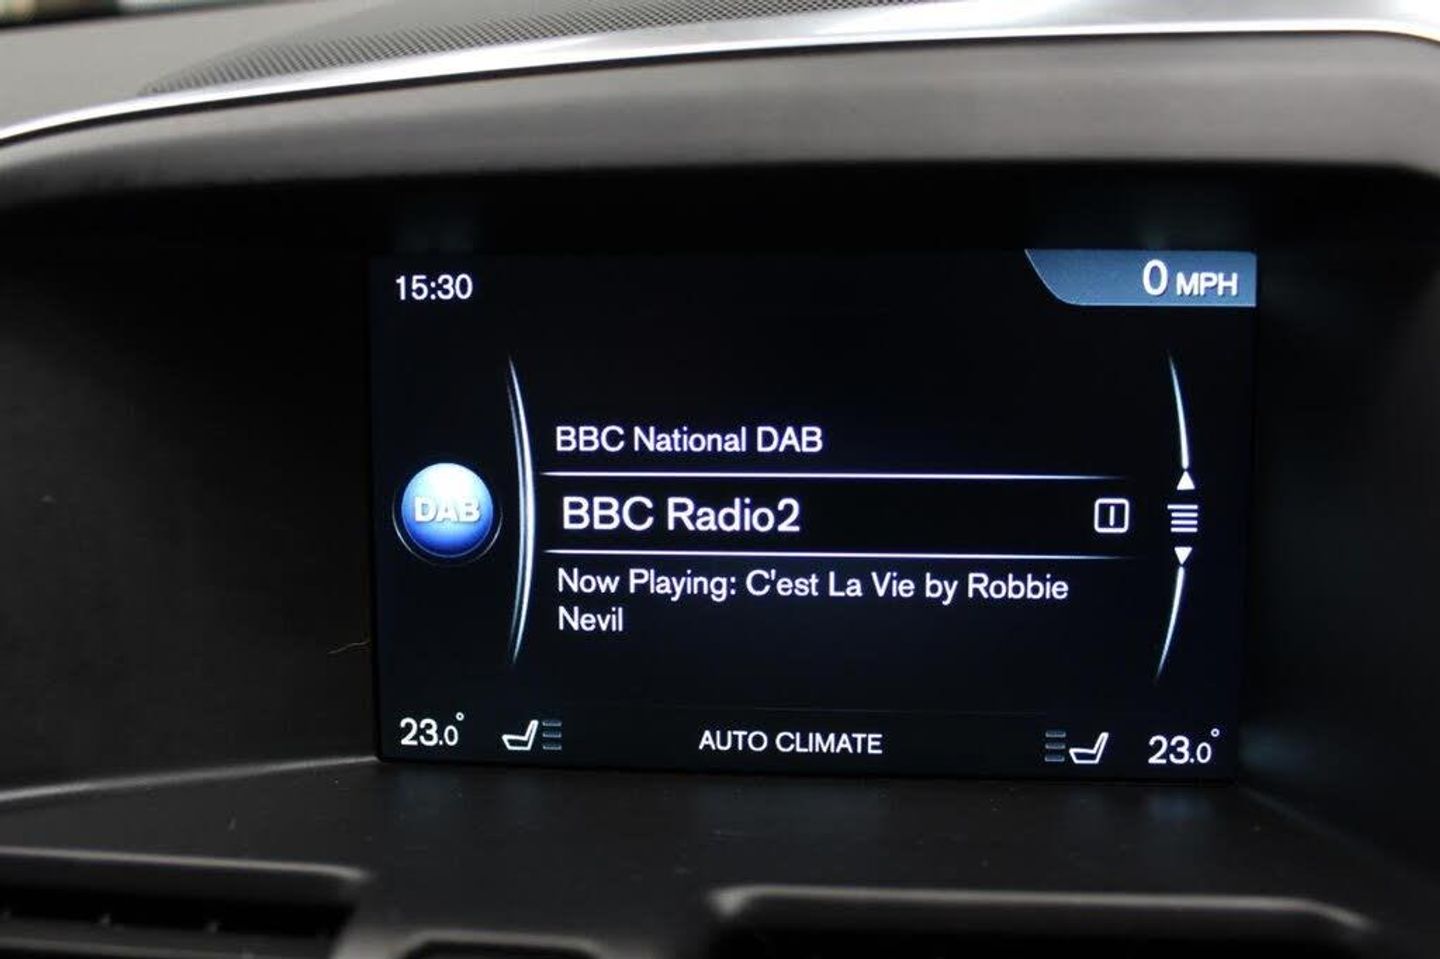 15:30
0 MPH
BBC National DAB
DAB
BBC Radio2
Now Playing: C'est La Vie by Robbie
Nevil
23.0°
AUTO CLIMATE
23.0°